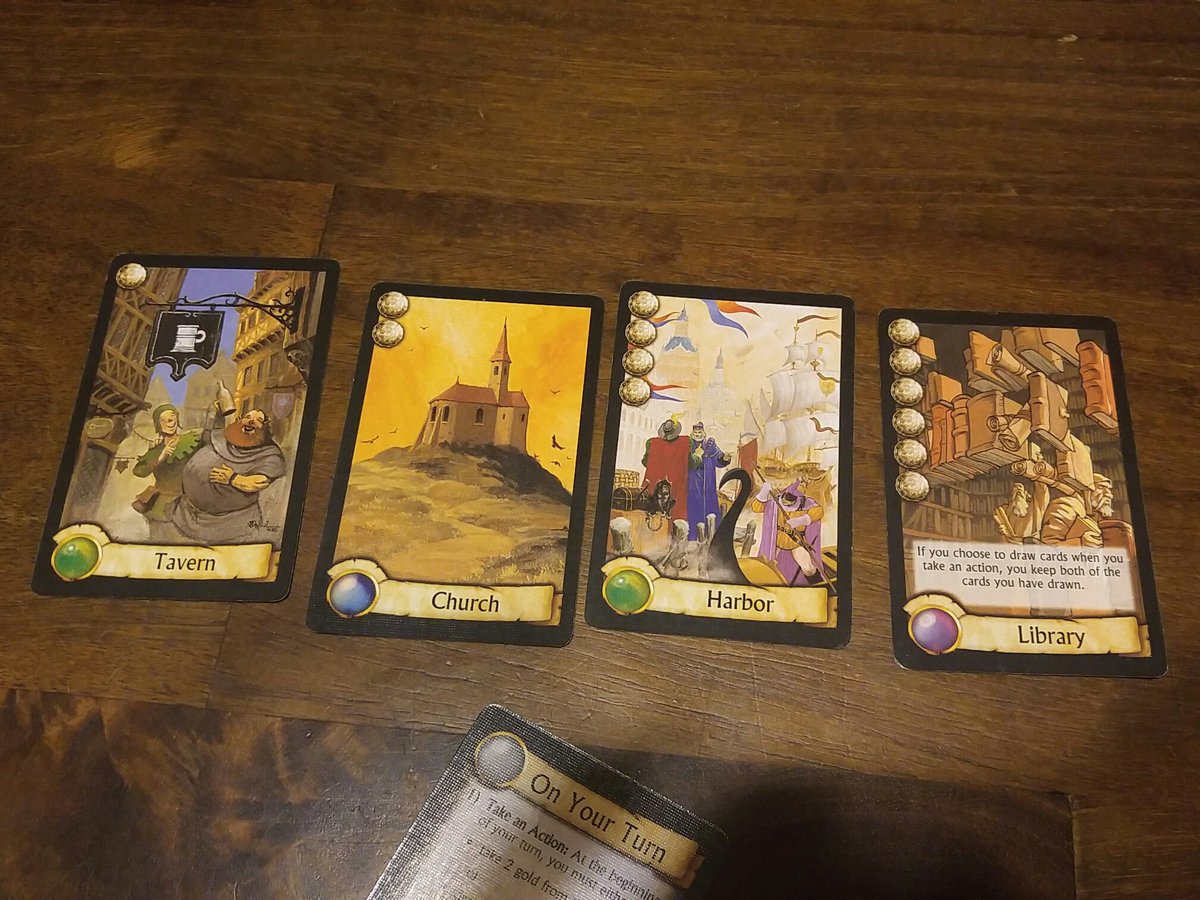 Tavern
Church
Harbor
If you choose to draw cards when you
take an action, you keep both of the
cards you have drawn.
Library
On Your Turn
1) Take an Action: At the beginning
of your turn, you must eith
take 2 gold from